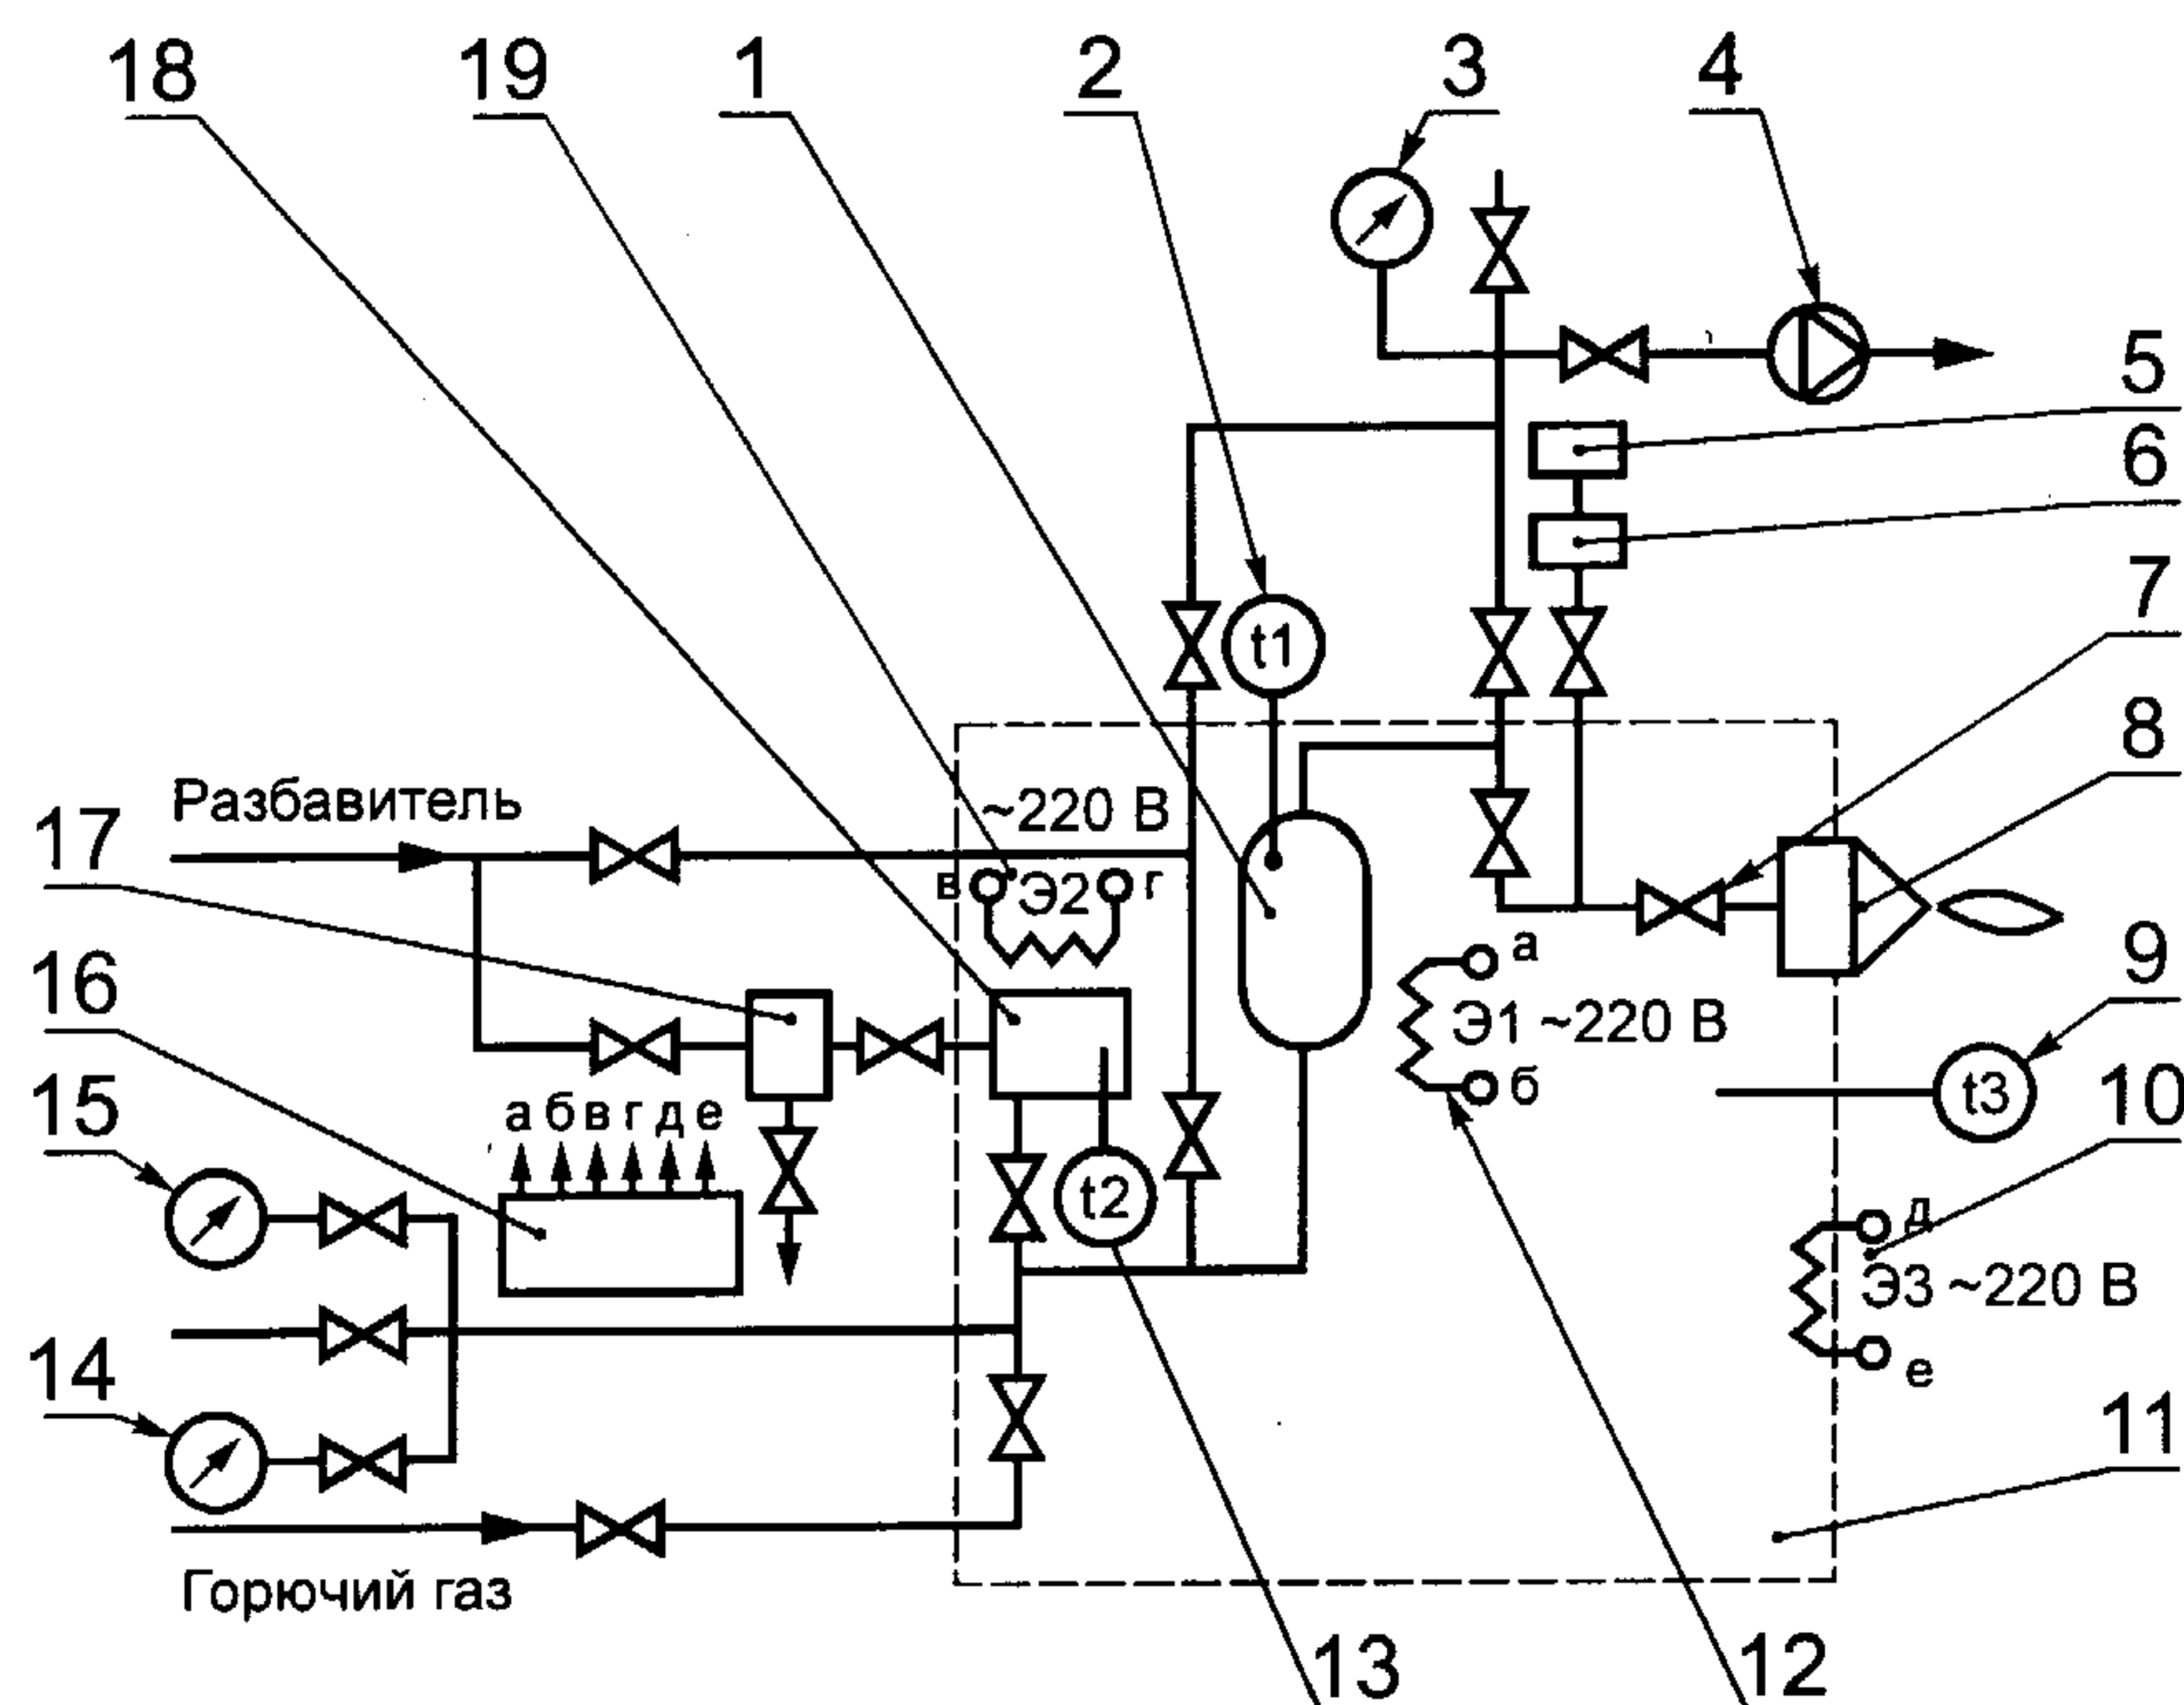 18 19 1 2 3 4
5
6
t1
7
8
Разбавитель ~220 В
17
в Э2 г
а
9
16
Э1 ~220 В
б
t3
10
15
а б в г д е
t2
д
Э3 ~220 В
14
е
11
Горючий газ
13 12